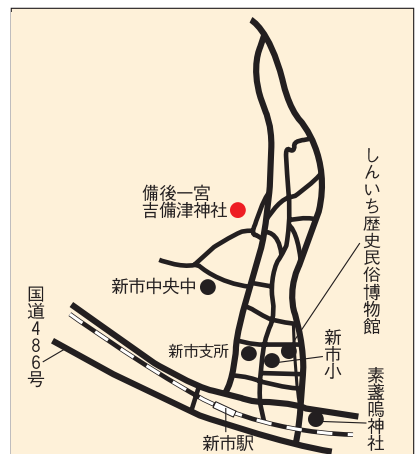 しんいち歴史民俗博物館
備後一宮
吉備津神社
新市中央中
国道486号
新市支所
新市小
素盞嗚神社
新市駅